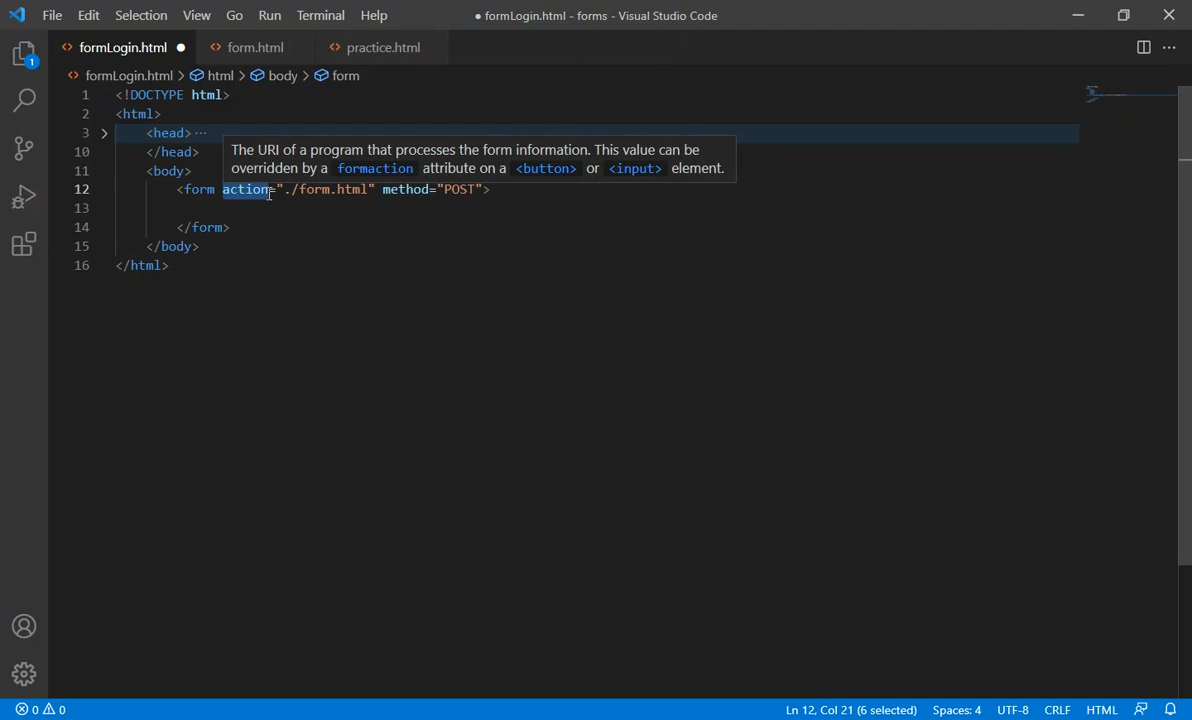 File Edit Selection View Go Run Terminal Help ● formLogin.html - forms - Visual Studio Code
formLogin.html ● form.html practice.html
formLogin.html > html > body > form
1 <!DOCTYPE html>
2 <html>
3 <head> ···
10 </head>
11 <body>
12 <form action="./form.html" method="POST">
13
14 </form>
15 </body>
16 </html>
The URI of a program that processes the form information. This value can be
overridden by a formaction attribute on a <button> or <input> element.
1
0 0 Ln 12, Col 21 (6 selected) Spaces: 4 UTF-8 CRLF HTML